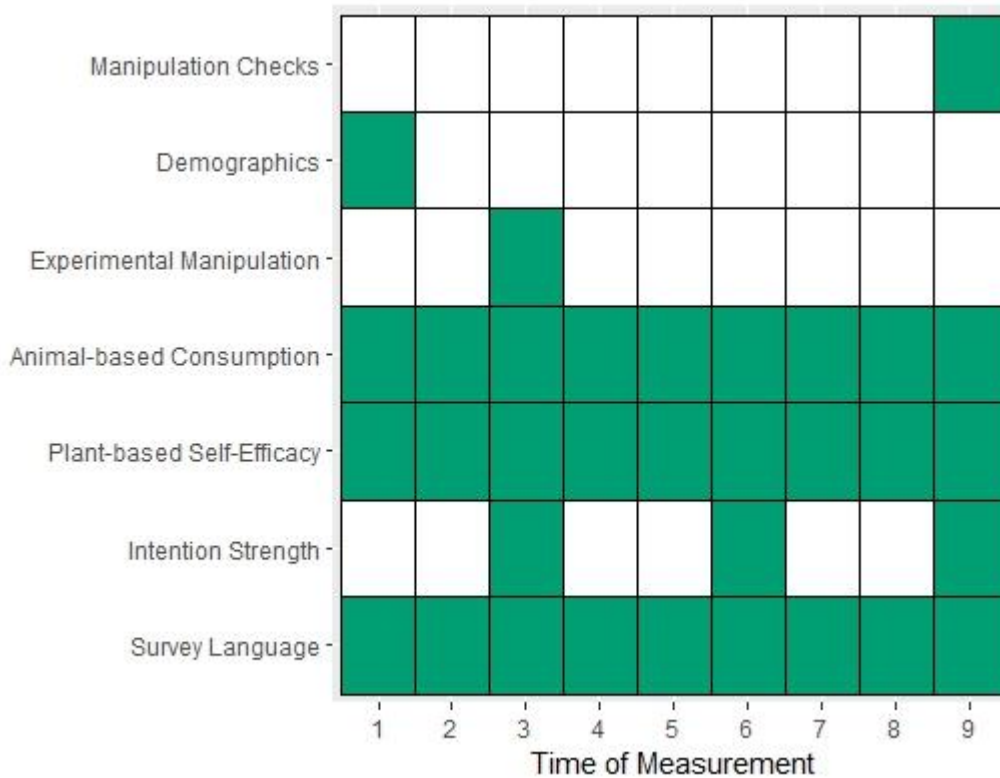 Manipulation Checks
Demographics
Experimental Manipulation
Animal-based Consumption
Plant-based Self-Efficacy
Intention Strength
Survey Language
1 2 3 4 5 6 7 8 9
Time of Measurement